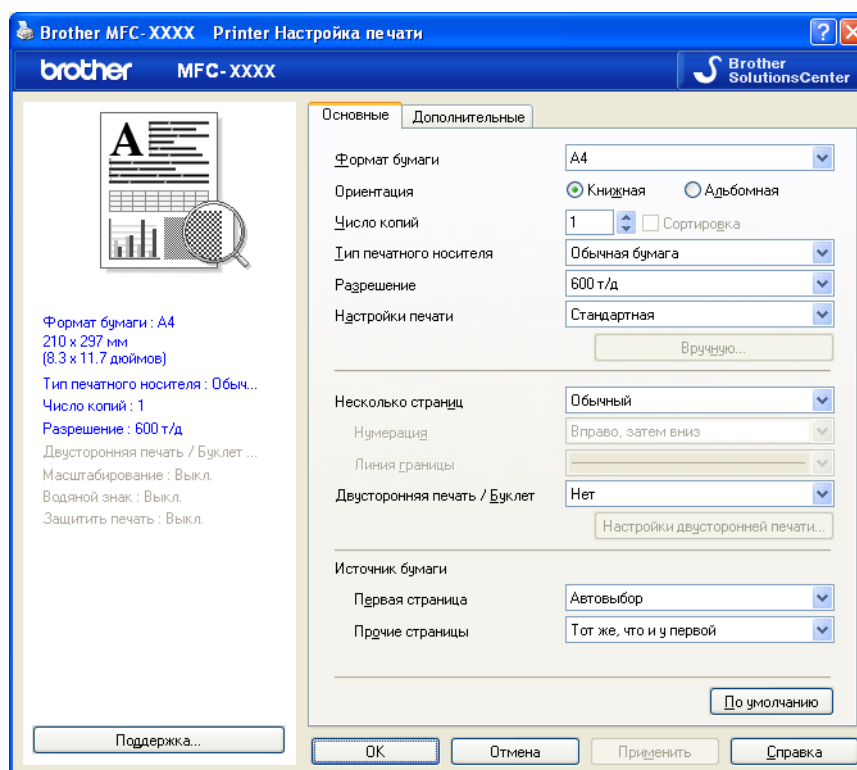 Brother MFC- XXXX Printer Настройка печати
brother MFC- XXXX
Brother
SolutionsCenter
A
Формат бумаги : A4
210 x 297 мм
(8.3 x 11.7 дюймов)
Тип печатного носителя : Обыч...
Число копий : 1
Разрешение : 600 т/д
Двусторонняя печать / Буклет ...
Масштабирование : Выкл.
Водяной знак : Выкл.
Защитить печать : Выкл.
Поддержка...
Основные Дополнительные
Формат бумаги A4
Ориентация Книжная Альбомная
Число копий 1 Сортировка
Тип печатного носителя Обычная бумага
Разрешение 600 т/д
Настройки печати Стандартная
Вручную...
Несколько страниц Обычный
Нумерация Вправо, затем вниз
Линия границы
Двусторонняя печать / Буклет Нет
Настройки двусторонней печати...
Источник бумаги
Первая страница Автовыбор
Прочие страницы Тот же, что и у первой
По умолчанию
OK Отмена Применить Справка